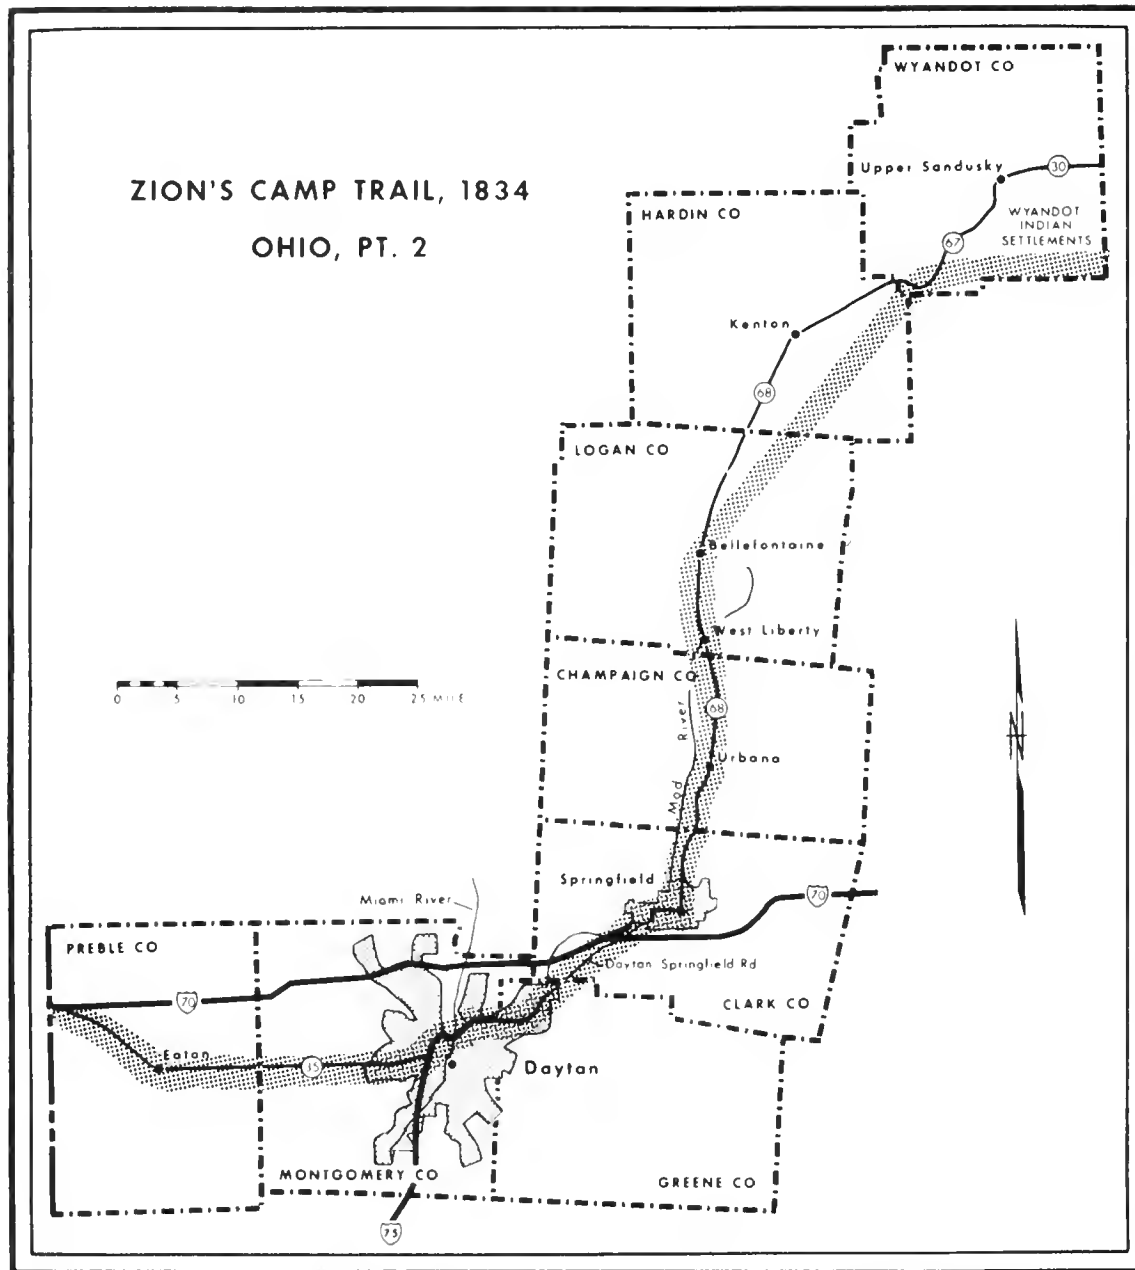 ZION'S CAMP TRAIL, 1834
OHIO, PT. 2
WYANDOT CO
Upper Sandusky
30
WYANDOT
INDIAN
SETTLEMENTS
67
HARDIN CO
Kenton
68
LOGAN CO
Bellefontaine
West Liberty
CHAMPAIGN CO
68
River
Mad
Urbana
0 5 10 15 20 25 MILE
N
Springfield
70
Miami River
PREBLE CO
Dayton Springfield Rd
CLARK CO
70
Eaton
35
Dayton
MONTGOMERY CO
GREENE CO
75